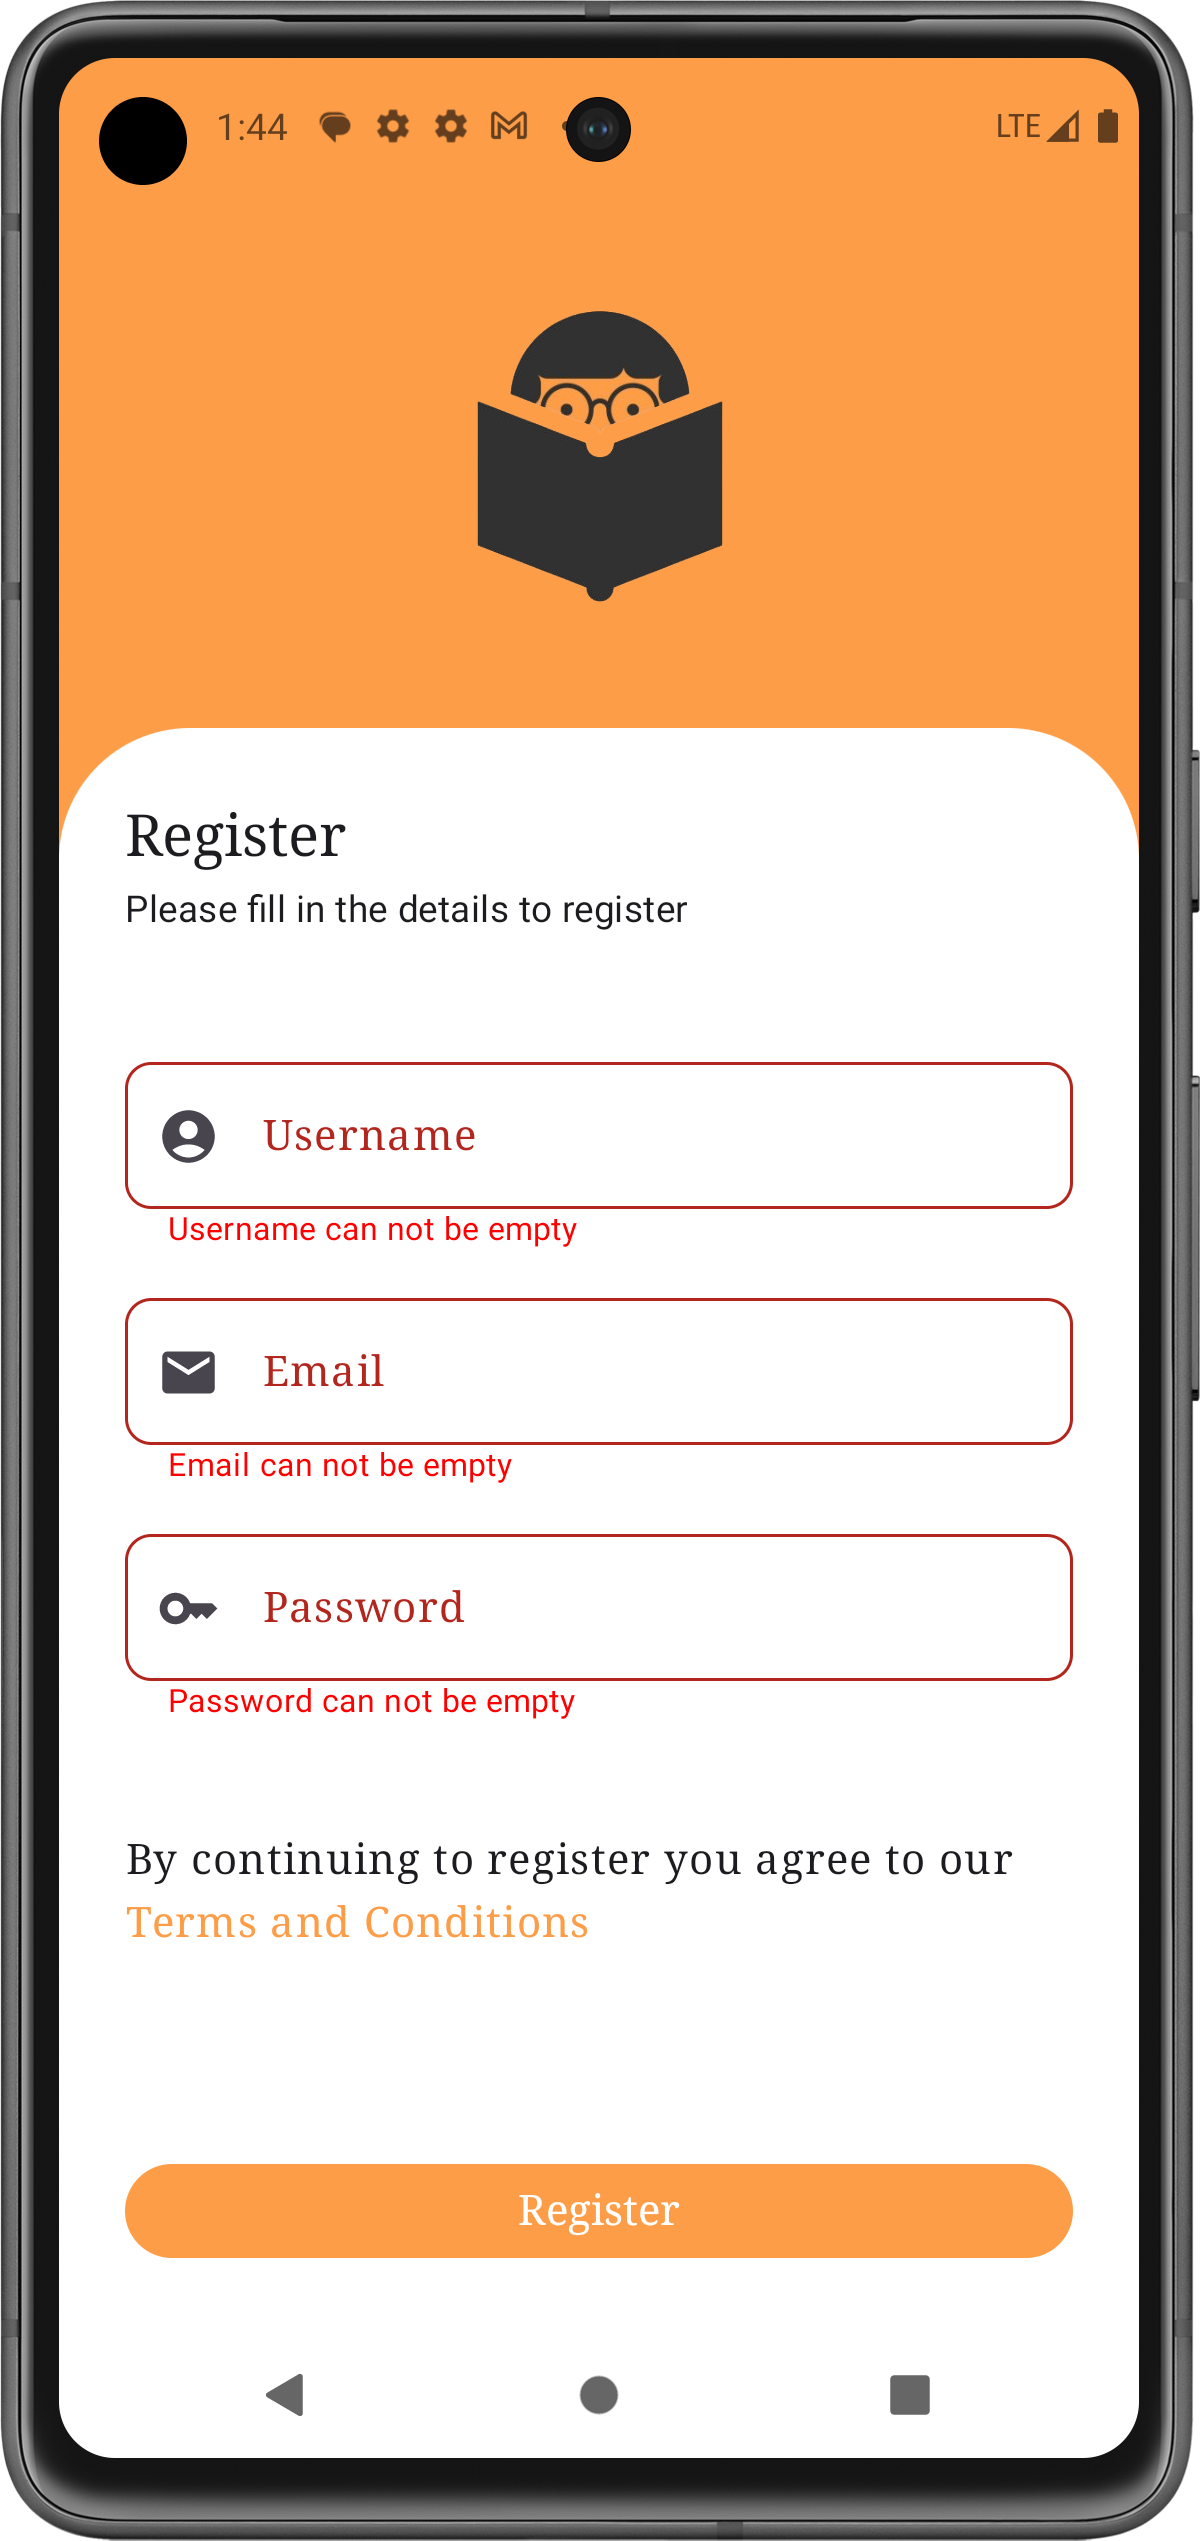 1:44
LTE
Register
Please fill in the details to register
Username
Username can not be empty
Email
Email can not be empty
Password
Password can not be empty
By continuing to register you agree to our
Terms and Conditions
Register